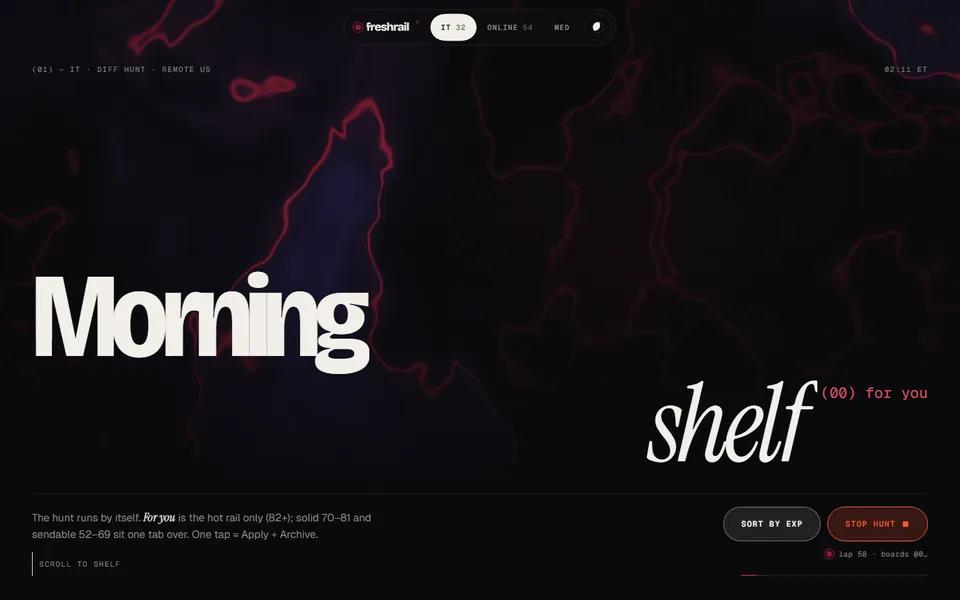 freshrail
IT 32
ONLINE 54
MED
(01) — IT · DIFF HUNT · REMOTE US
02:11 ET
Morning
shelf
(00) for you
The hunt runs by itself. For you is the hot rail only (82+); solid 70–81 and
sendable 52–69 sit one tab over. One tap = Apply + Archive.
SORT BY EXP
STOP HUNT
SCROLL TO SHELF
lap 58 · boards @0…